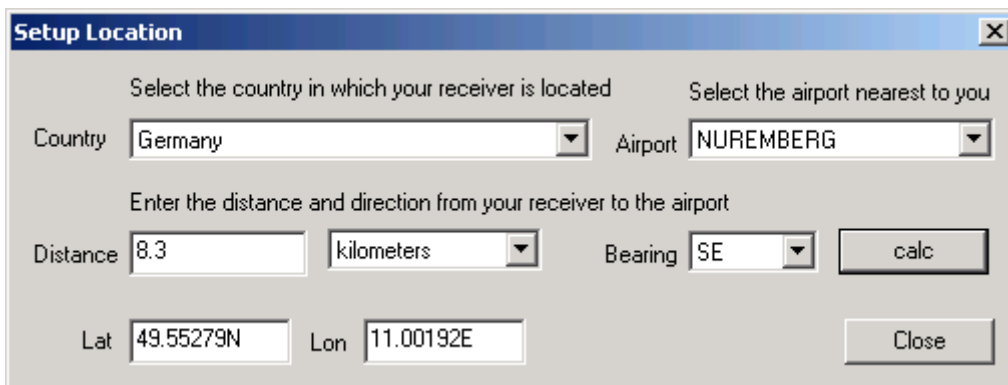 Setup Location
Select the country in which your receiver is located
Select the airport nearest to you
Country Germany Airport NUREMBERG
Enter the distance and direction from your receiver to the airport
Distance 8.3 kilometers Bearing SE calc
Lat 49.55279N Lon 11.00192E Close